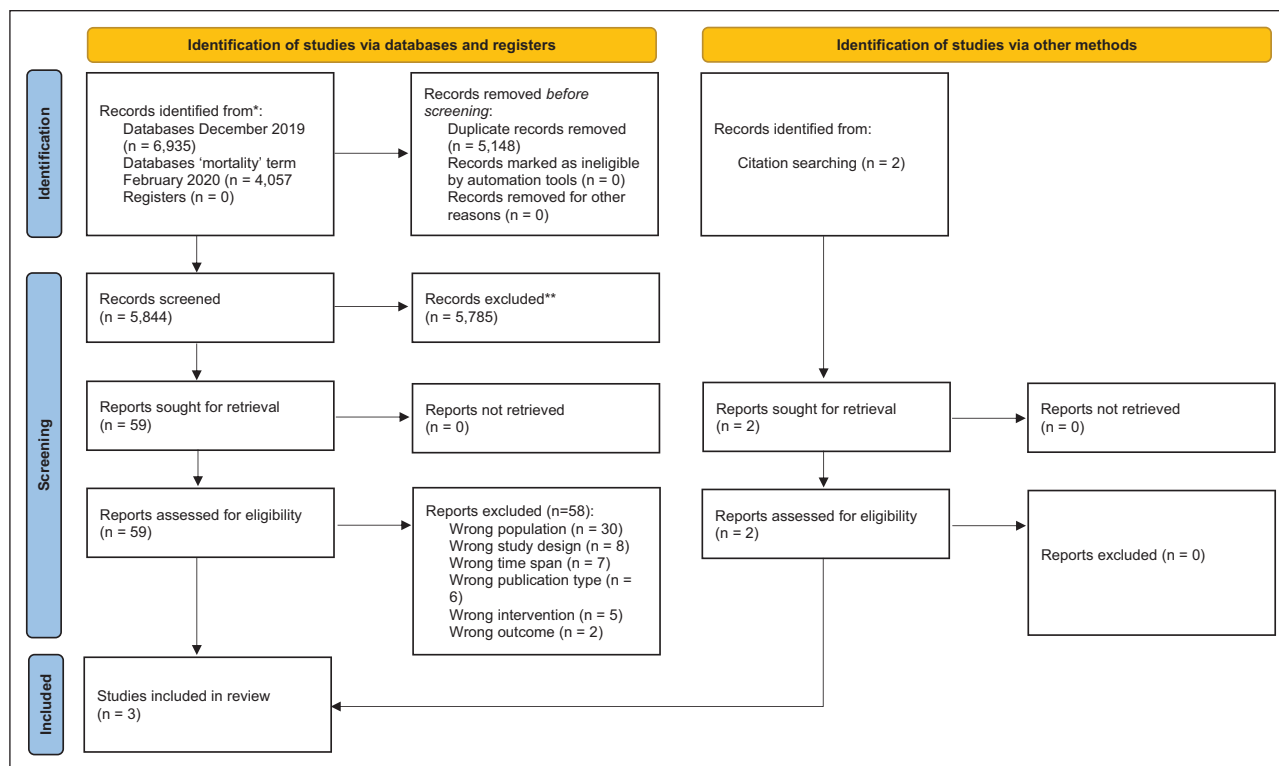 Identification of studies via databases and registers
Identification of studies via other methods
Identification
Records identified from*:
Databases December 2019
(n = 6,935)
Databases ‘mortality’ term
February 2020 (n = 4,057
Registers (n = 0)
Records removed before
screening:
Duplicate records removed
(n = 5,148)
Records marked as ineligible
by automation tools (n = 0)
Records removed for other
reasons (n = 0)
Records identified from:
Citation searching (n = 2)
Screening
Records screened
(n = 5,844)
Records excluded**
(n = 5,785)
Reports sought for retrieval
(n = 59)
Reports not retrieved
(n = 0)
Reports sought for retrieval
(n = 2)
Reports not retrieved
(n = 0)
Reports assessed for eligibility
(n = 59)
Reports excluded (n=58):
Wrong population (n = 30)
Wrong study design (n = 8)
Wrong time span (n = 7)
Wrong publication type (n =
6)
Wrong intervention (n = 5)
Wrong outcome (n = 2)
Reports assessed for eligibility
(n = 2)
Reports excluded (n = 0)
Included
Studies included in review
(n = 3)